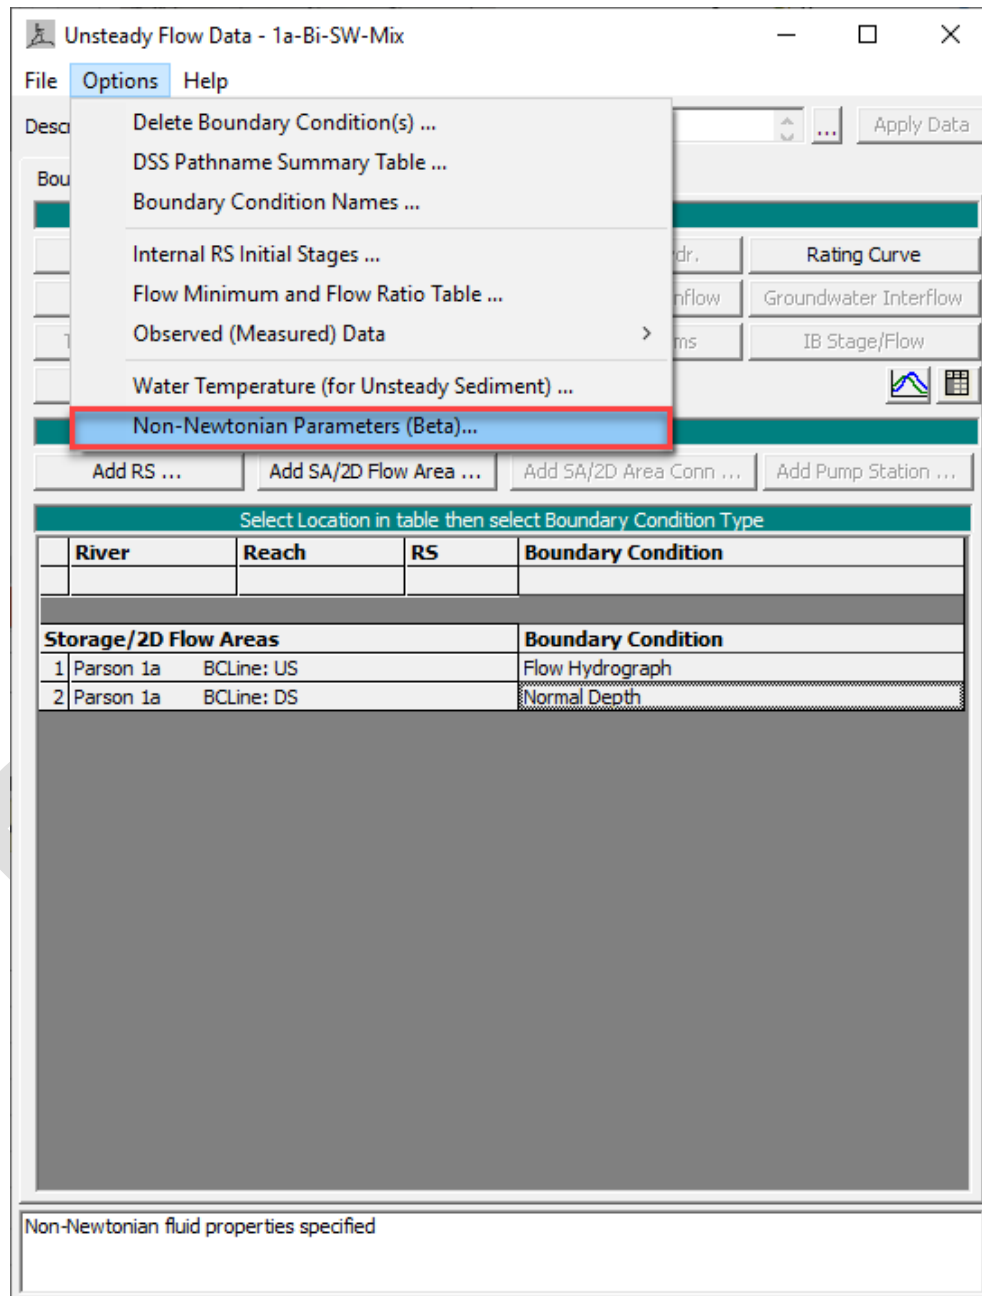 Unsteady Flow Data - 1a-Bi-SW-Mix
File Options Help
Delete Boundary Condition(s) ...
DSS Pathname Summary Table ...
Boundary Condition Names ...
Internal RS Initial Stages ...
Flow Minimum and Flow Ratio Table ...
Observed (Measured) Data
Water Temperature (for Unsteady Sediment) ...
Non-Newtonian Parameters (Beta)...
... Apply Data
Rating Curve
Groundwater Interflow
IB Stage/Flow
Add RS ... Add SA/2D Flow Area ... Add SA/2D Area Conn ... Add Pump Station ...
Select Location in table then select Boundary Condition Type
River Reach RS Boundary Condition
Storage/2D Flow Areas Boundary Condition
1 Parson 1a BCLine: US Flow Hydrograph
2 Parson 1a BCLine: DS Normal Depth
Non-Newtonian fluid properties specified